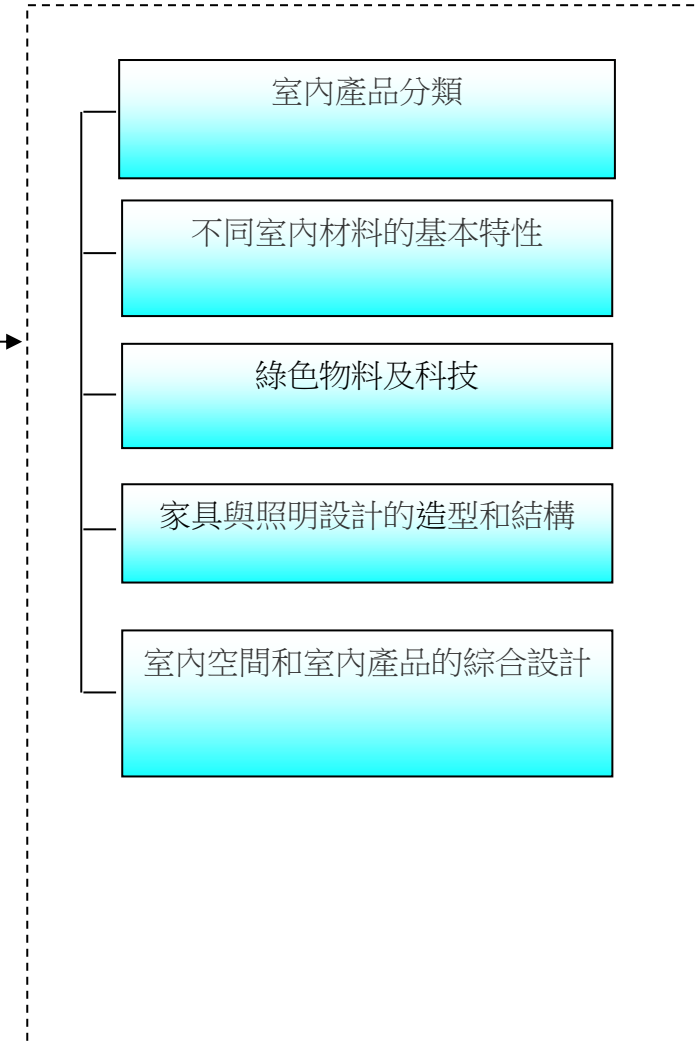 室內產品分類
不同室內材料的基本特性
綠色物料及科技
家具與照明設計的造型和結構
室內空間和室內產品的綜合設計